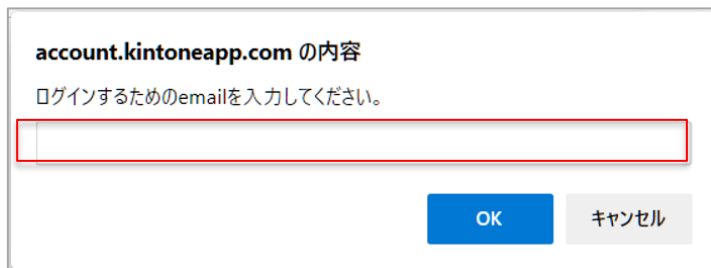 account.kintoneapp.com の内容
ログインするためのemailを入力してください。
OK
キャンセル